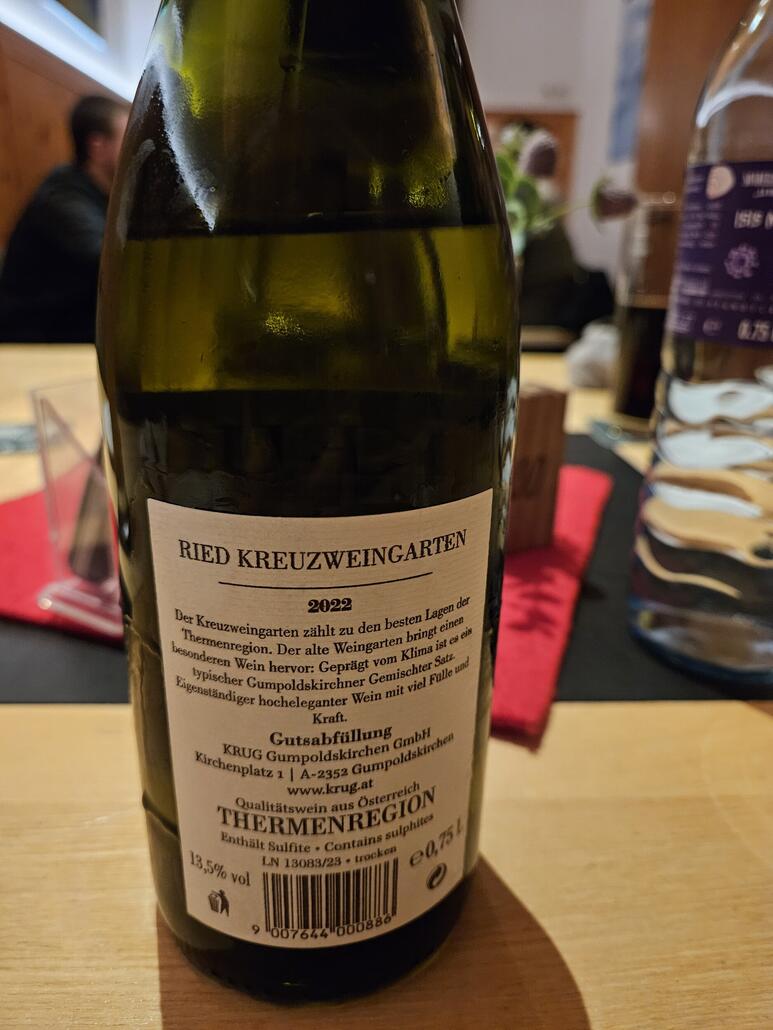 RIED KREUZWEINGARTEN
2022
Der Kreuzweingarten zählt zu den besten Lagen der
Thermenregion. Der alte Weingarten bringt einen
besonderen Wein hervor: Geprägt vom Klima ist es ein
typischer Gumpoldskirchner Gemischter Satz.
Eigenständiger hocheleganter Wein mit viel Fülle und
Kraft.
Gutsabfüllung
KRUG Gumpoldskirchen GmbH
Kirchenplatz 1 | A-2352 Gumpoldskirchen
www.krug.at
Qualitätswein aus Österreich
THERMENREGION
Enthält Sulfite • Contains sulphites
LN 13083/23 • trocken
13,5% vol
e 0,75 l
9 007644 000886
ISIS
0.75